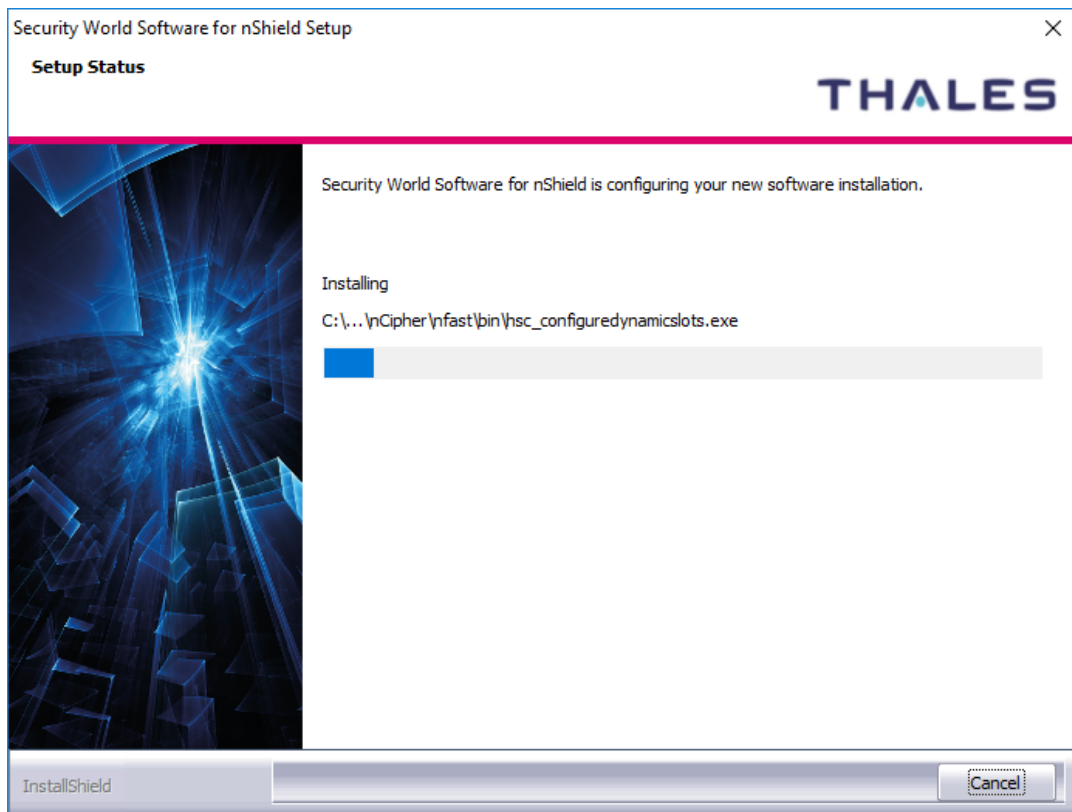 Security World Software for nShield Setup
Setup Status
THALES
Security World Software for nShield is configuring your new software installation.
Installing
C:\...\nCipher\nfast\bin\hsc_configuredynamicslots.exe
InstallShield
Cancel